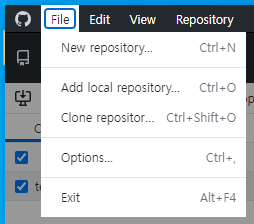 File Edit View Repository
New repository... Ctrl+N
Add local repository... Ctrl+O
Clone repositor... Ctrl+Shift+O
Options... Ctrl+,
Exit Alt+F4